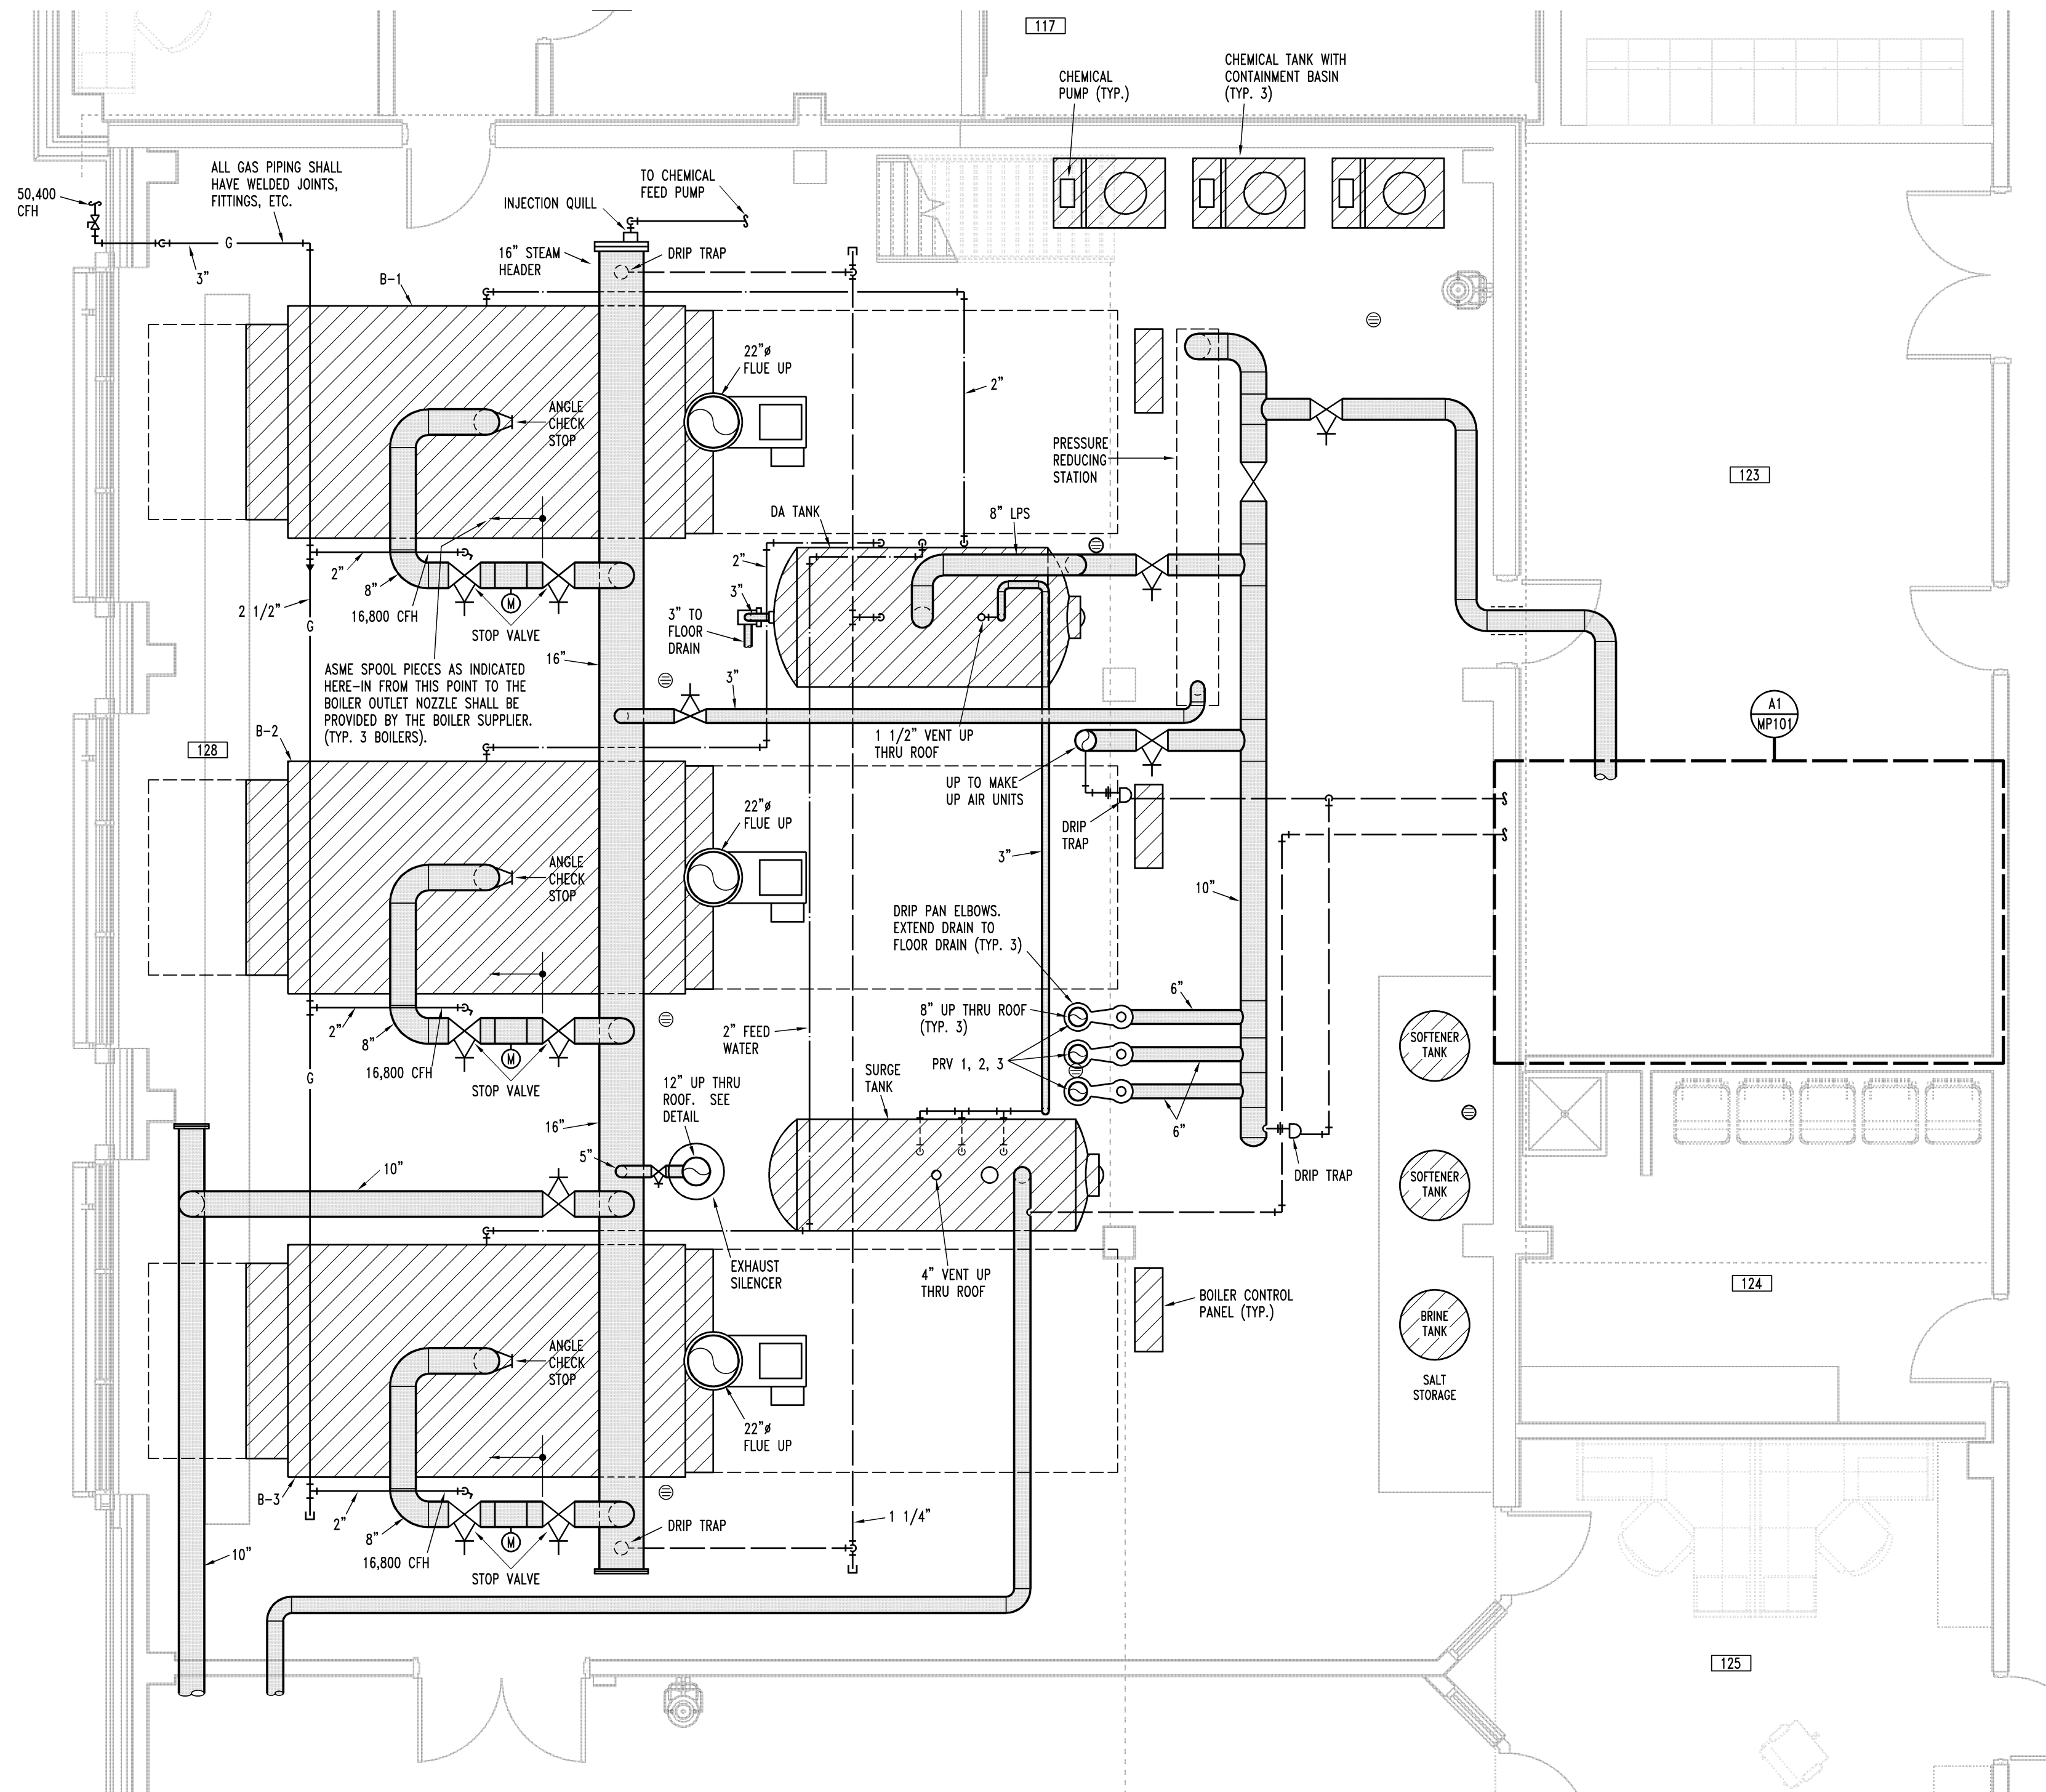 117
CHEMICAL TANK WITH
CONTAINMENT BASIN
(TYP. 3)
CHEMICAL
PUMP (TYP.)
ALL GAS PIPING SHALL
HAVE WELDED JOINTS,
FITTINGS, ETC.
TO CHEMICAL
FEED PUMP
50,400
CFH
INJECTION QUILL
G
16" STEAM
HEADER
DRIP TRAP
3"
B-1
22"ø
FLUE UP
2"
ANGLE
CHECK
STOP
PRESSURE
REDUCING
STATION
123
DA TANK
8" LPS
2"
2"
8"
3"
2 1/2"
16,800 CFH
G
STOP VALVE
M
3" TO
FLOOR
DRAIN
16"
ASME SPOOL PIECES AS INDICATED
HERE-IN FROM THIS POINT TO THE
BOILER OUTLET NOZZLE SHALL BE
PROVIDED BY THE BOILER SUPPLIER.
(TYP. 3 BOILERS).
3"
A1
MP101
B-2
128
1 1/2" VENT UP
THRU ROOF
UP TO MAKE
UP AIR UNITS
22"ø
FLUE UP
DRIP
TRAP
3"
ANGLE
CHECK
STOP
10"
DRIP PAN ELBOWS.
EXTEND DRAIN TO
FLOOR DRAIN (TYP. 3)
6"
8" UP THRU ROOF
(TYP. 3)
2"
8"
2" FEED
WATER
SOFTENER
TANK
M
PRV 1, 2, 3
16,800 CFH
G
STOP VALVE
SURGE
TANK
12" UP THRU
ROOF. SEE
DETAIL
16"
6"
5"
10"
DRIP TRAP
SOFTENER
TANK
EXHAUST
SILENCER
4" VENT UP
THRU ROOF
124
BOILER CONTROL
PANEL (TYP.)
BRINE
TANK
ANGLE
CHECK
STOP
SALT
STORAGE
22"ø
FLUE UP
B-3
2"
8"
1 1/4"
DRIP TRAP
M
10"
16,800 CFH
STOP VALVE
125